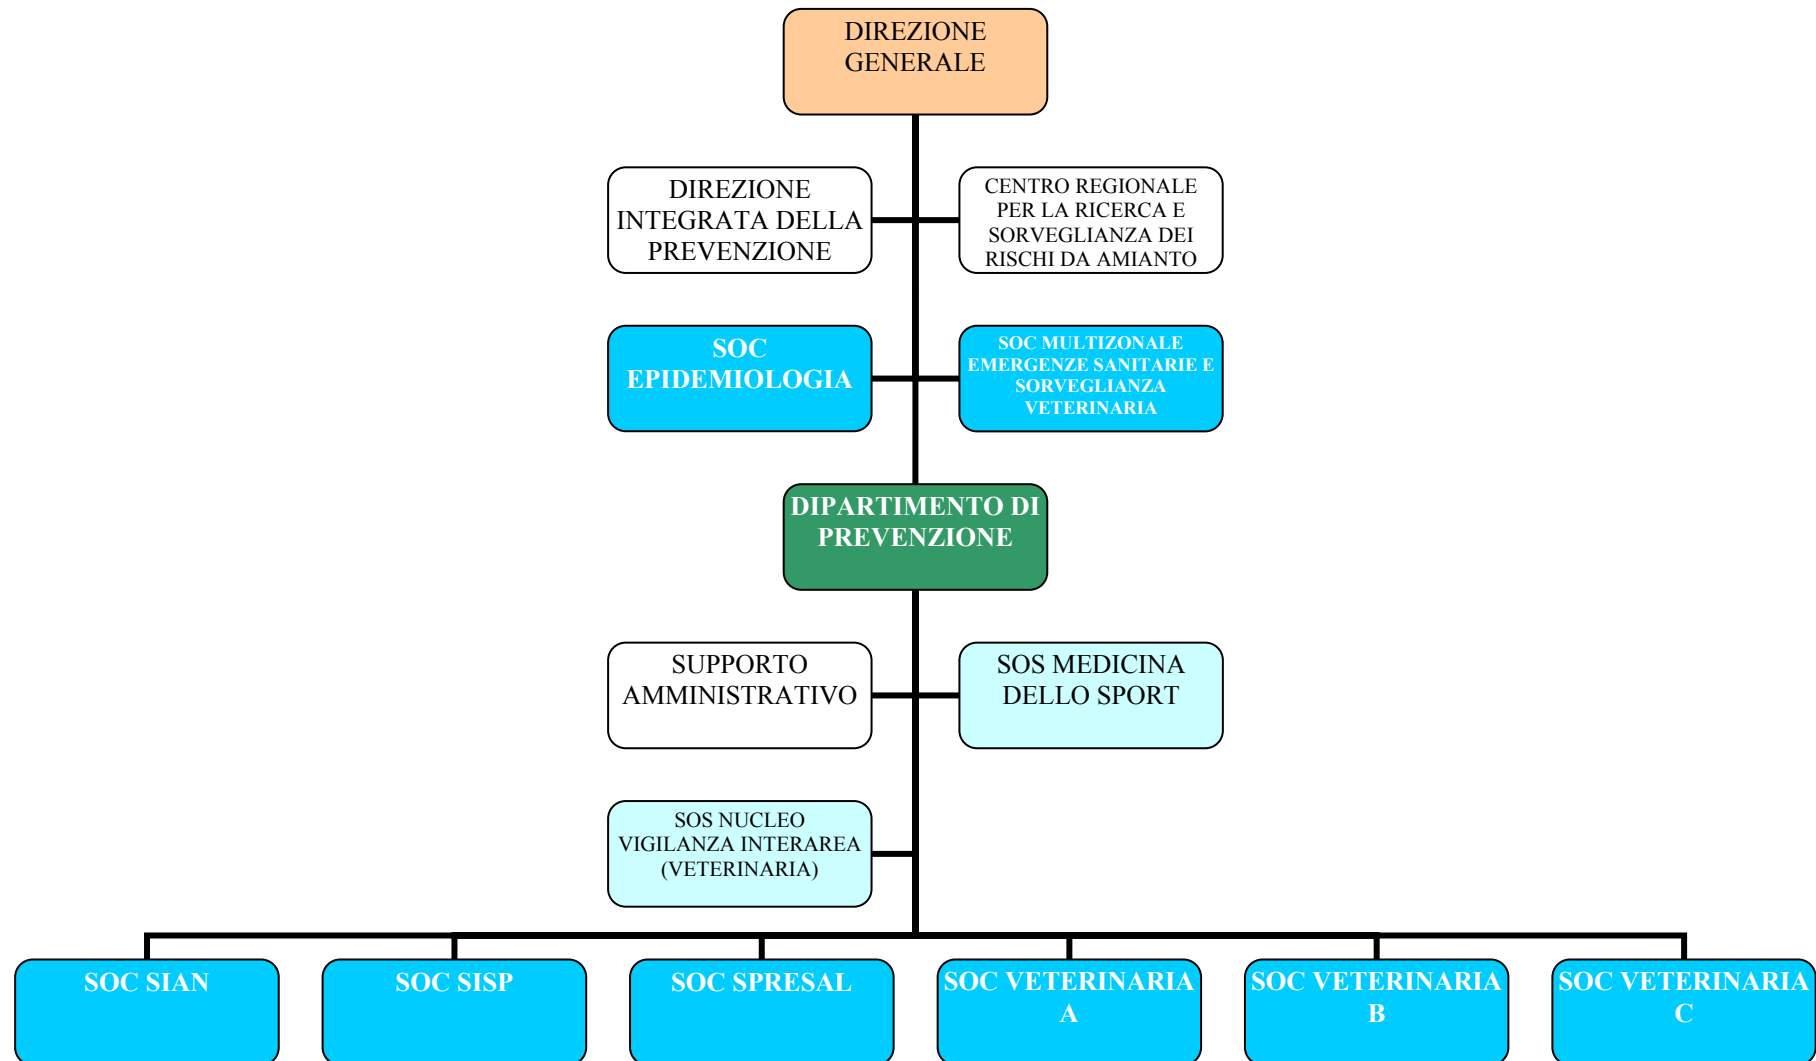 DIREZIONE
GENERALE
DIREZIONE
INTEGRATA DELLA
PREVENZIONE
CENTRO REGIONALE
PER LA RICERCA E
SORVEGLIANZA DEI
RISCHI DA AMIANTO
SOC
EPIDEMIOLOGIA
SOC MULTIZONALE
EMERGENZE SANITARIE E
SORVEGLIANZA
VETERINARIA
DIPARTIMENTO DI
PREVENZIONE
SUPPORTO
AMMINISTRATIVO
SOS MEDICINA
DELLO SPORT
SOS NUCLEO
VIGILANZA INTERAREA
(VETERINARIA)
SOC SIAN
SOC SISP
SOC SPRESAL
SOC VETERINARIA
A
SOC VETERINARIA
B
SOC VETERINARIA
C